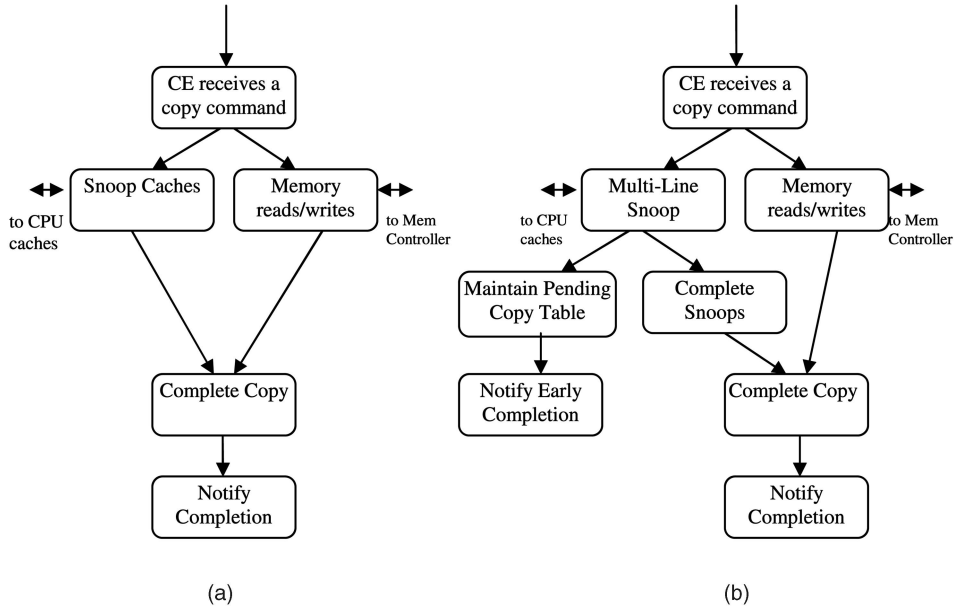 CE receives a
copy command
Snoop Caches
Memory
reads/writes
to CPU
caches
to Mem
Controller
Complete Copy
Notify
Completion
(a)
CE receives a
copy command
Multi-Line
Snoop
Memory
reads/writes
to CPU
caches
to Mem
Controller
Maintain Pending
Copy Table
Complete
Snoops
Notify Early
Completion
Complete Copy
Notify
Completion
(b)